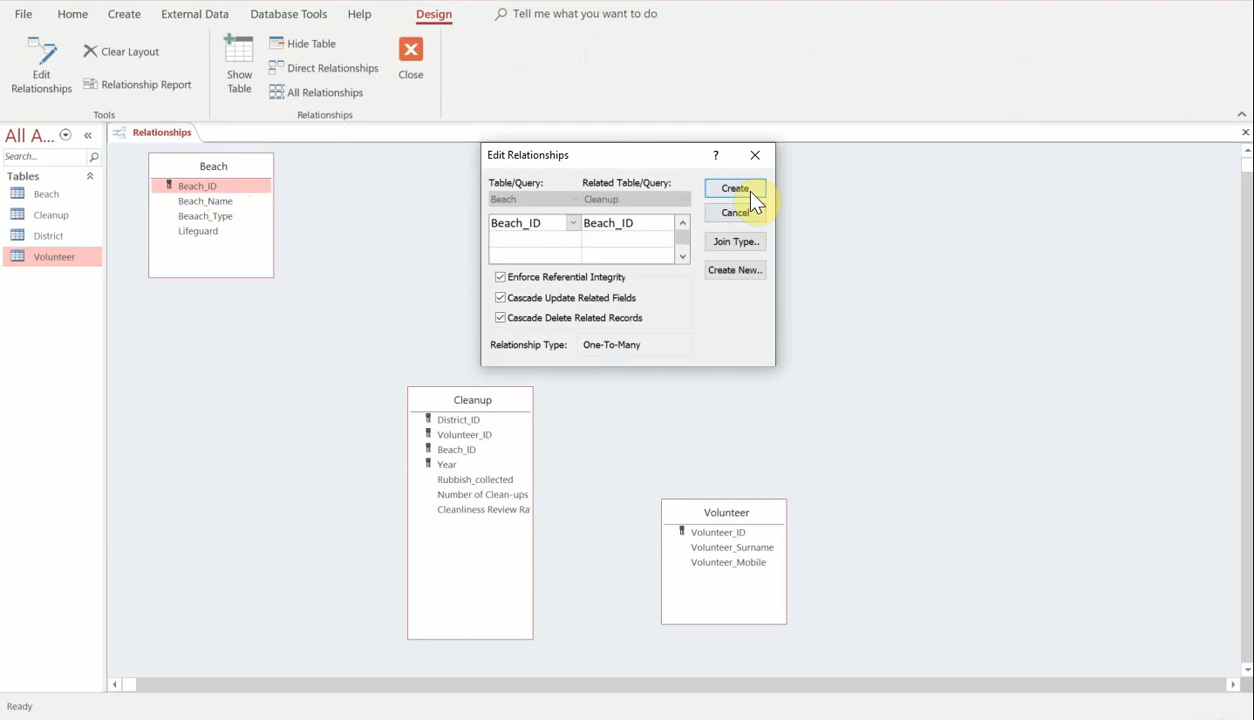 File Home Create External Data Database Tools Help Design Tell me what you want to do
Edit Relationships
Clear Layout
Relationship Report
Tools
Show Table
Hide Table
Direct Relationships
All Relationships
Relationships
Close
All A...
Search...
Tables
Beach
Cleanup
District
Volunteer
Relationships
Beach
Beach_ID
Beach_Name
Beaach_Type
Lifeguard
Edit Relationships ?
Table/Query: Related Table/Query:
Beach Cleanup
Beach_ID Beach_ID
Enforce Referential Integrity
Cascade Update Related Fields
Cascade Delete Related Records
Relationship Type: One-To-Many
Create
Cancel
Join Type..
Create New..
Cleanup
District_ID
Volunteer_ID
Beach_ID
Year
Rubbish_collected
Number of Clean-ups
Cleanliness Review Ra
Volunteer
Volunteer_ID
Volunteer_Surname
Volunteer_Mobile
Ready